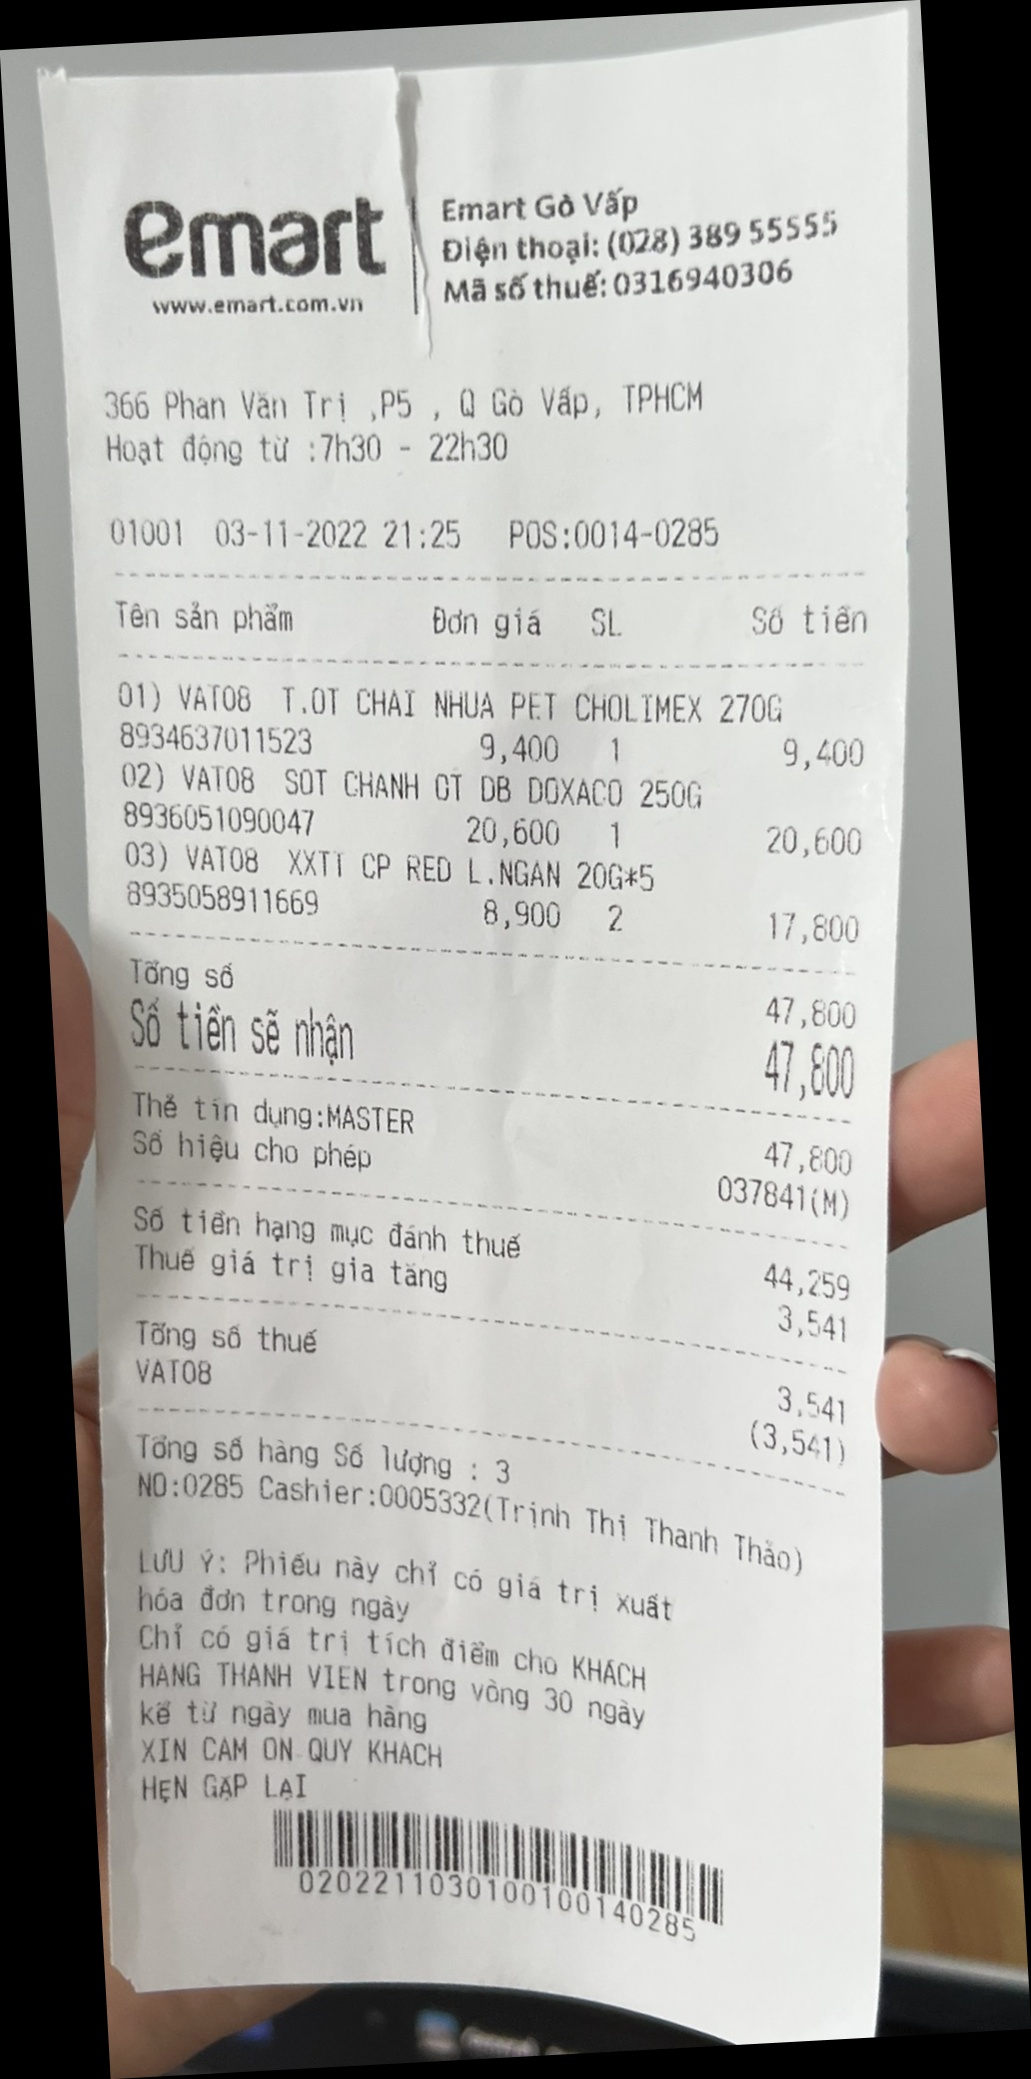 emart
www.emart.com.vn
Emart Gò Vấp
Điện thoại: (028) 389 55555
Mã số thuế: 0316940306
366 Phan Văn Trị ,P5 , Q Gò Vấp, TPHCM
Hoạt động từ :7h30 - 22h30
01001 03-11-2022 21:25 POS:0014-0285
Tên sản phẩm Đơn giá SL Số tiền
01) VAT08 T.OT CHAI NHUA PET CHOLIMEX 270G
8934637011523 9,400 1 9,400
02) VAT08 SOT CHANH OT DB DOXACO 250G
8936051090047 20,600 1 20,600
03) VAT08 XXTT CP RED L.NGAN 20G*5
8935058911669 8,900 2 17,800
Tổng số 47,800
Số tiền sẽ nhận 47,800
Thẻ tín dụng:MASTER 47,800
Số hiệu cho phép 037841(M)
Số tiền hạng mục đánh thuế 44,259
Thuế giá trị gia tăng 3,541
Tổng số thuế 3,541
VAT08 (3,541)
Tổng số hàng Số lượng : 3
NO:0285 Cashier:0005332(Trịnh Thị Thanh Thảo)
LƯU Ý: Phiếu này chỉ có giá trị xuất
hóa đơn trong ngày
Chỉ có giá trị tích điểm cho KHÁCH
HANG THANH VIEN trong vòng 30 ngày
kể từ ngày mua hàng
XIN CAM ON QUY KHACH
HẸN GẶP LẠI
0202211030100100140285